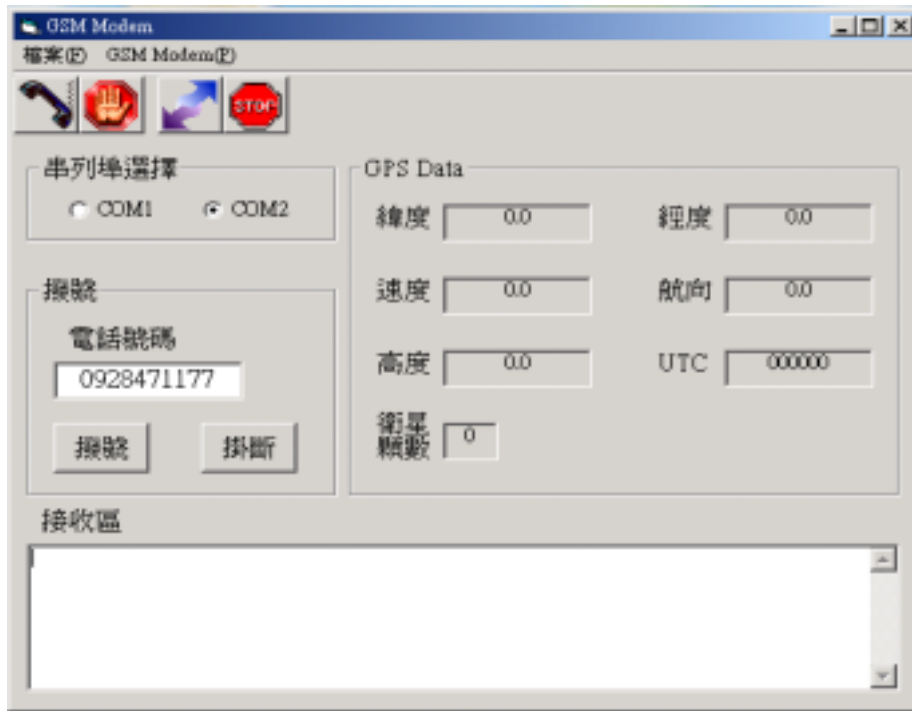 GSM Modem
檔案(F) GSM Modem(P)
STOP
串列埠選擇
COM1 COM2
撥號
電話號碼
0928471177
撥號 掛斷
GPS Data
緯度 0.0 經度 0.0
速度 0.0 航向 0.0
高度 0.0 UTC 000000
衛星
顆數 0
接收區